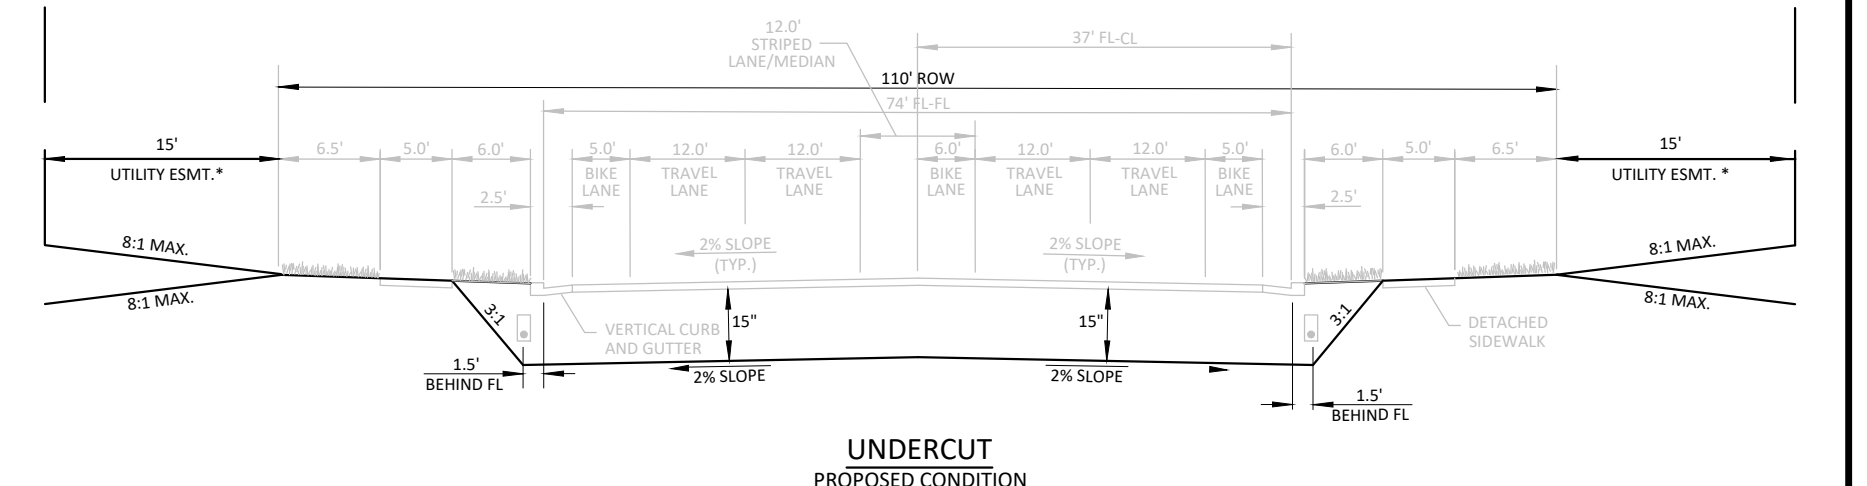 12.0'
STRIPED
LANE/MEDIAN
37' FL-CL
110' ROW
74' FL-FL
15'
UTILITY ESMT.*
6.5'
5.0'
6.0'
5.0'
BIKE
LANE
12.0'
TRAVEL
LANE
12.0'
TRAVEL
LANE
6.0'
BIKE
LANE
12.0'
TRAVEL
LANE
12.0'
TRAVEL
LANE
5.0'
BIKE
LANE
6.0'
5.0'
6.5'
15'
UTILITY ESMT. *
2.5'
2.5'
8:1 MAX.
8:1 MAX.
2% SLOPE
(TYP.)
2% SLOPE
(TYP.)
8:1 MAX.
8:1 MAX.
3:1
VERTICAL CURB
AND GUTTER
15"
15"
3:1
DETACHED
SIDEWALK
1.5'
BEHIND FL
2% SLOPE
2% SLOPE
1.5'
BEHIND FL
UNDERCUT
PROPOSED CONDITION